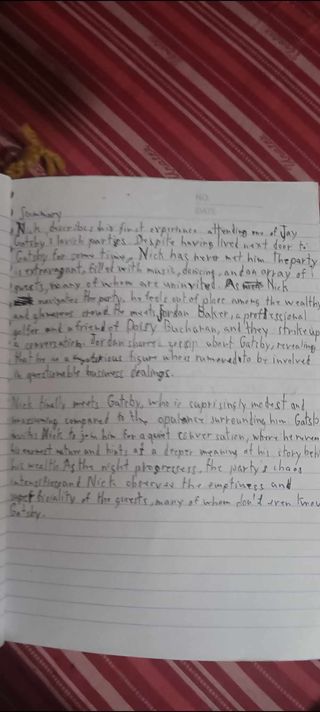 NO.
DATE
Summary
Nick describes his first experience attending one of Jay
Gatsby's lavish partys. Despite having lived next door to
Gatsby for some time, Nick has never met him. The party
is extravagant, filled with music, dancing, and an array of
guests, many of whom are uninvited. As Nick
navigates the party, he feels out of place among the wealthy
and glamorous crowd. He meets Jordan Baker, a proffessional
golfer and a friend of Daisy Buchanan, and they strike up
a conversation. Jordan shares gossip about Gatsby, revealing
that he is a mysterious figure who is rumored to be involved
in questionable business dealings.
Nick finally meets Gatsby, who is suprisingly modest and
unassuming compared to the opulence surrounding him. Gatsb
invites Nick to join him for a quiet conversation, where he
his earnest nature and hints at a deeper meaning of his story beh
his wealth. As the night progresses, the party's chaos
intensifies and Nick observes the emptiness and
superficiality of the guests, many of whom don't even know
Gatsby.